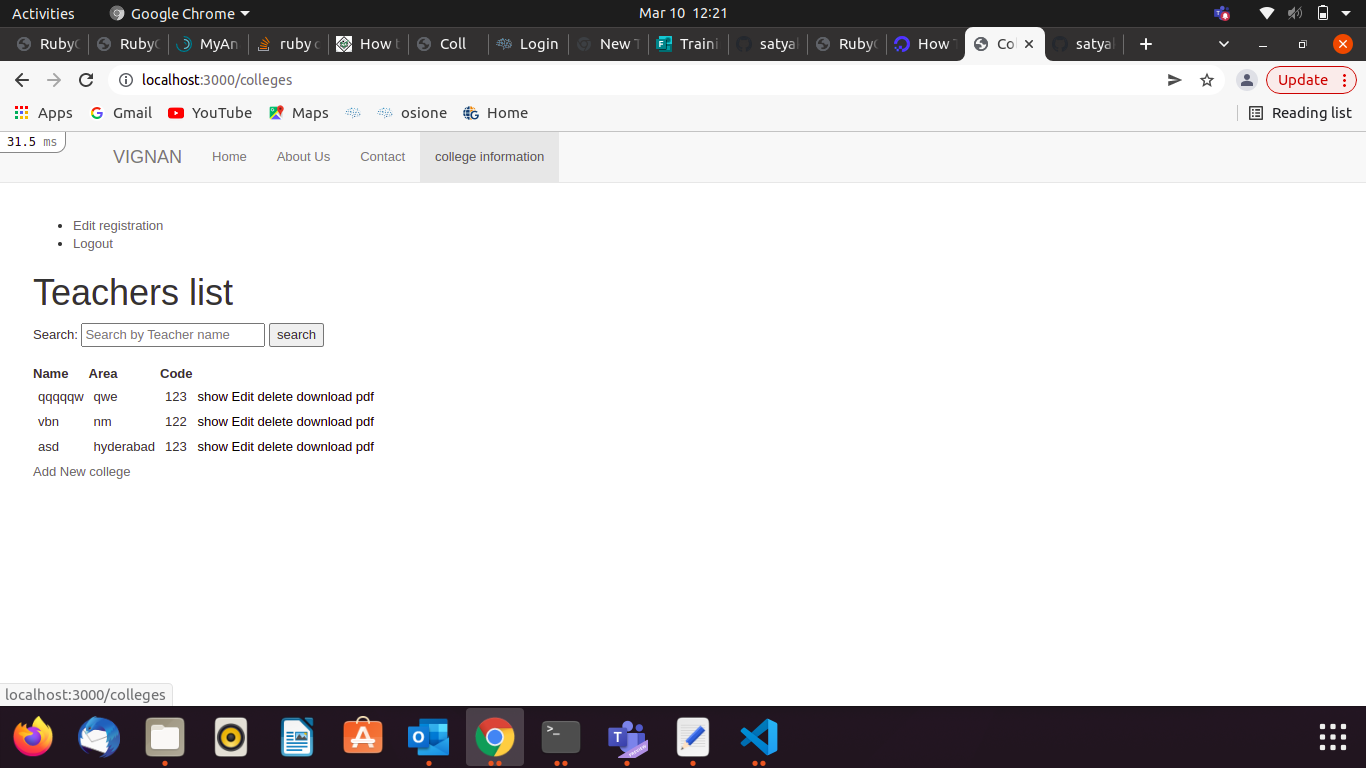 Activities Google Chrome Mar 10 12:21
RubyC RubyC MyAn ruby c How t Coll Login New T Traini satyal RubyC How T Col satyal
localhost:3000/colleges Update
Apps Gmail YouTube Maps osione Home Reading list
31.5 ms
VIGNAN Home About Us Contact college information
Edit registration
Logout
Teachers list
Search: Search by Teacher name search
Name Area Code
qqqqqw qwe 123 show Edit delete download pdf
vbn nm 122 show Edit delete download pdf
asd hyderabad 123 show Edit delete download pdf
Add New college
localhost:3000/colleges